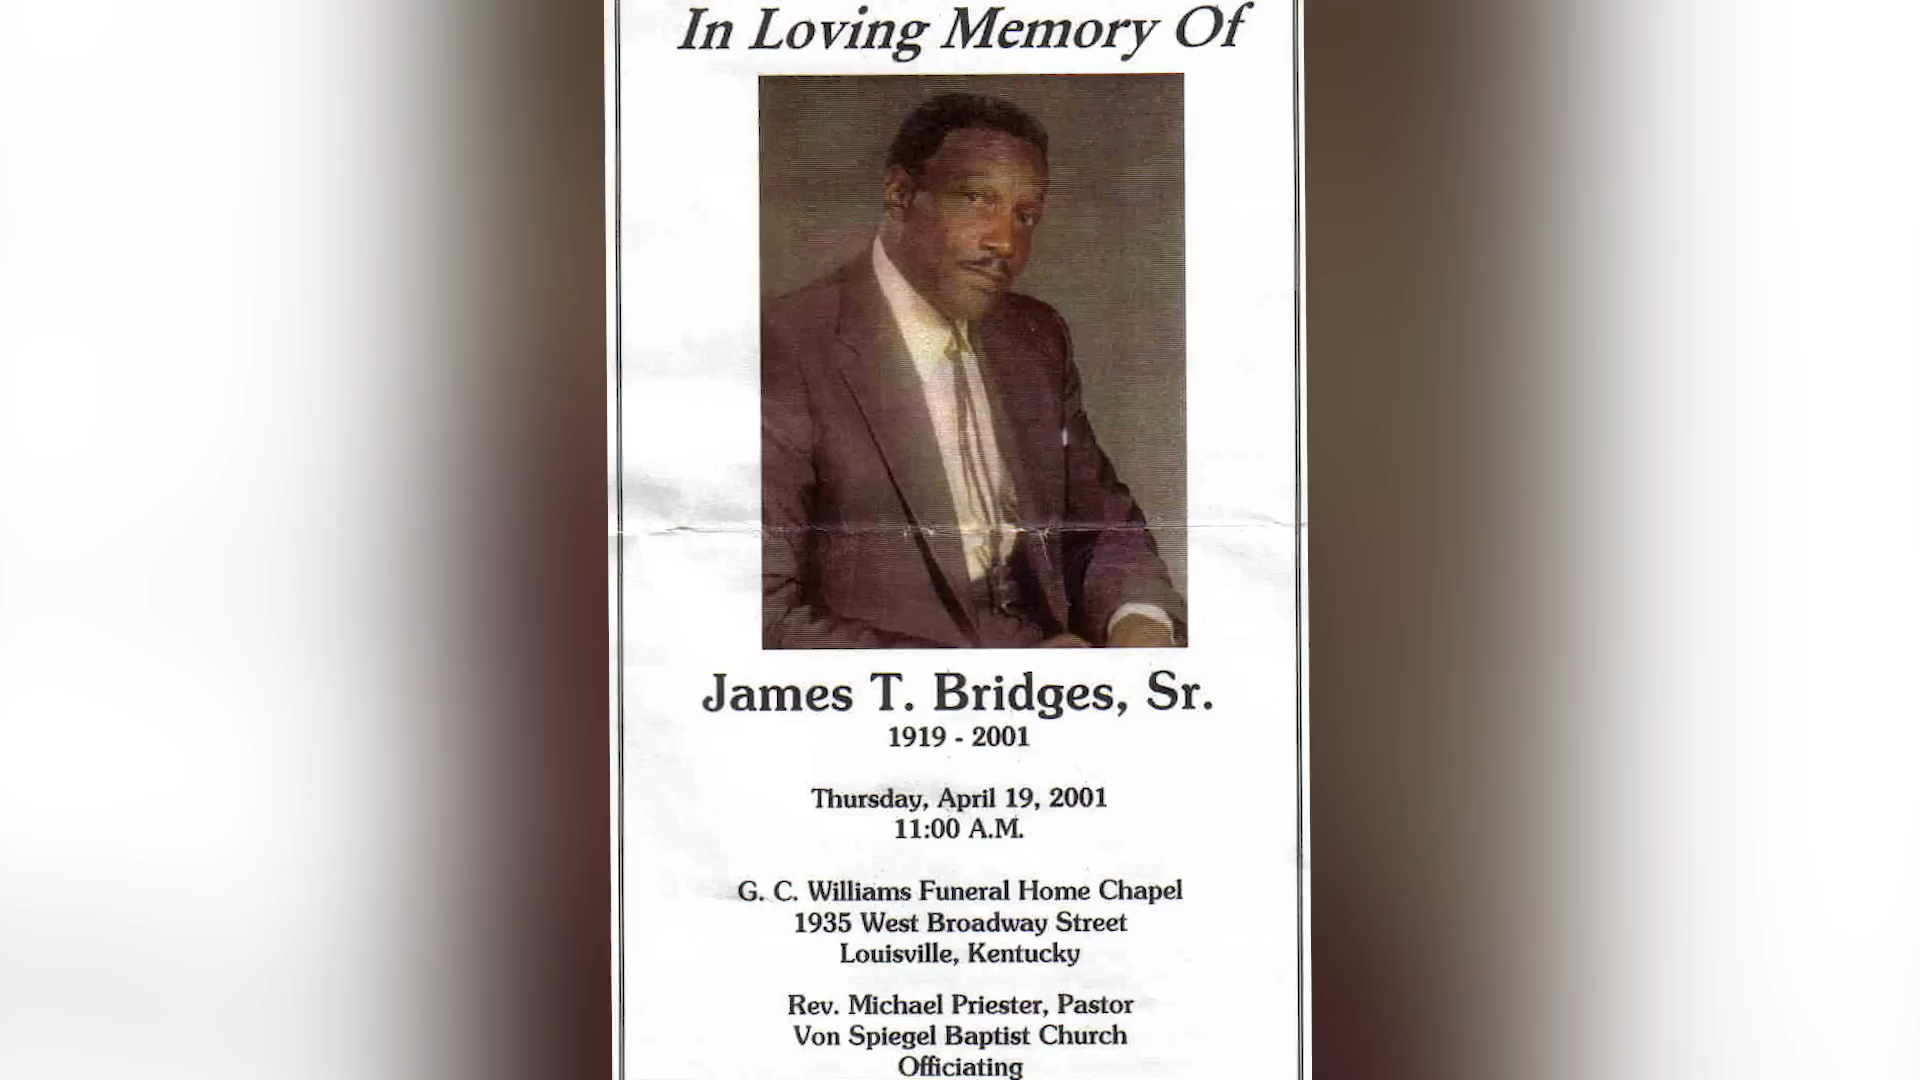 In Loving Memory Of
James T. Bridges, Sr.
1919 - 2001
Thursday, April 19, 2001
11:00 A.M.
G. C. Williams Funeral Home Chapel
1935 West Broadway Street
Louisville, Kentucky
Rev. Michael Priester, Pastor
Von Spiegel Baptist Church
Officiating